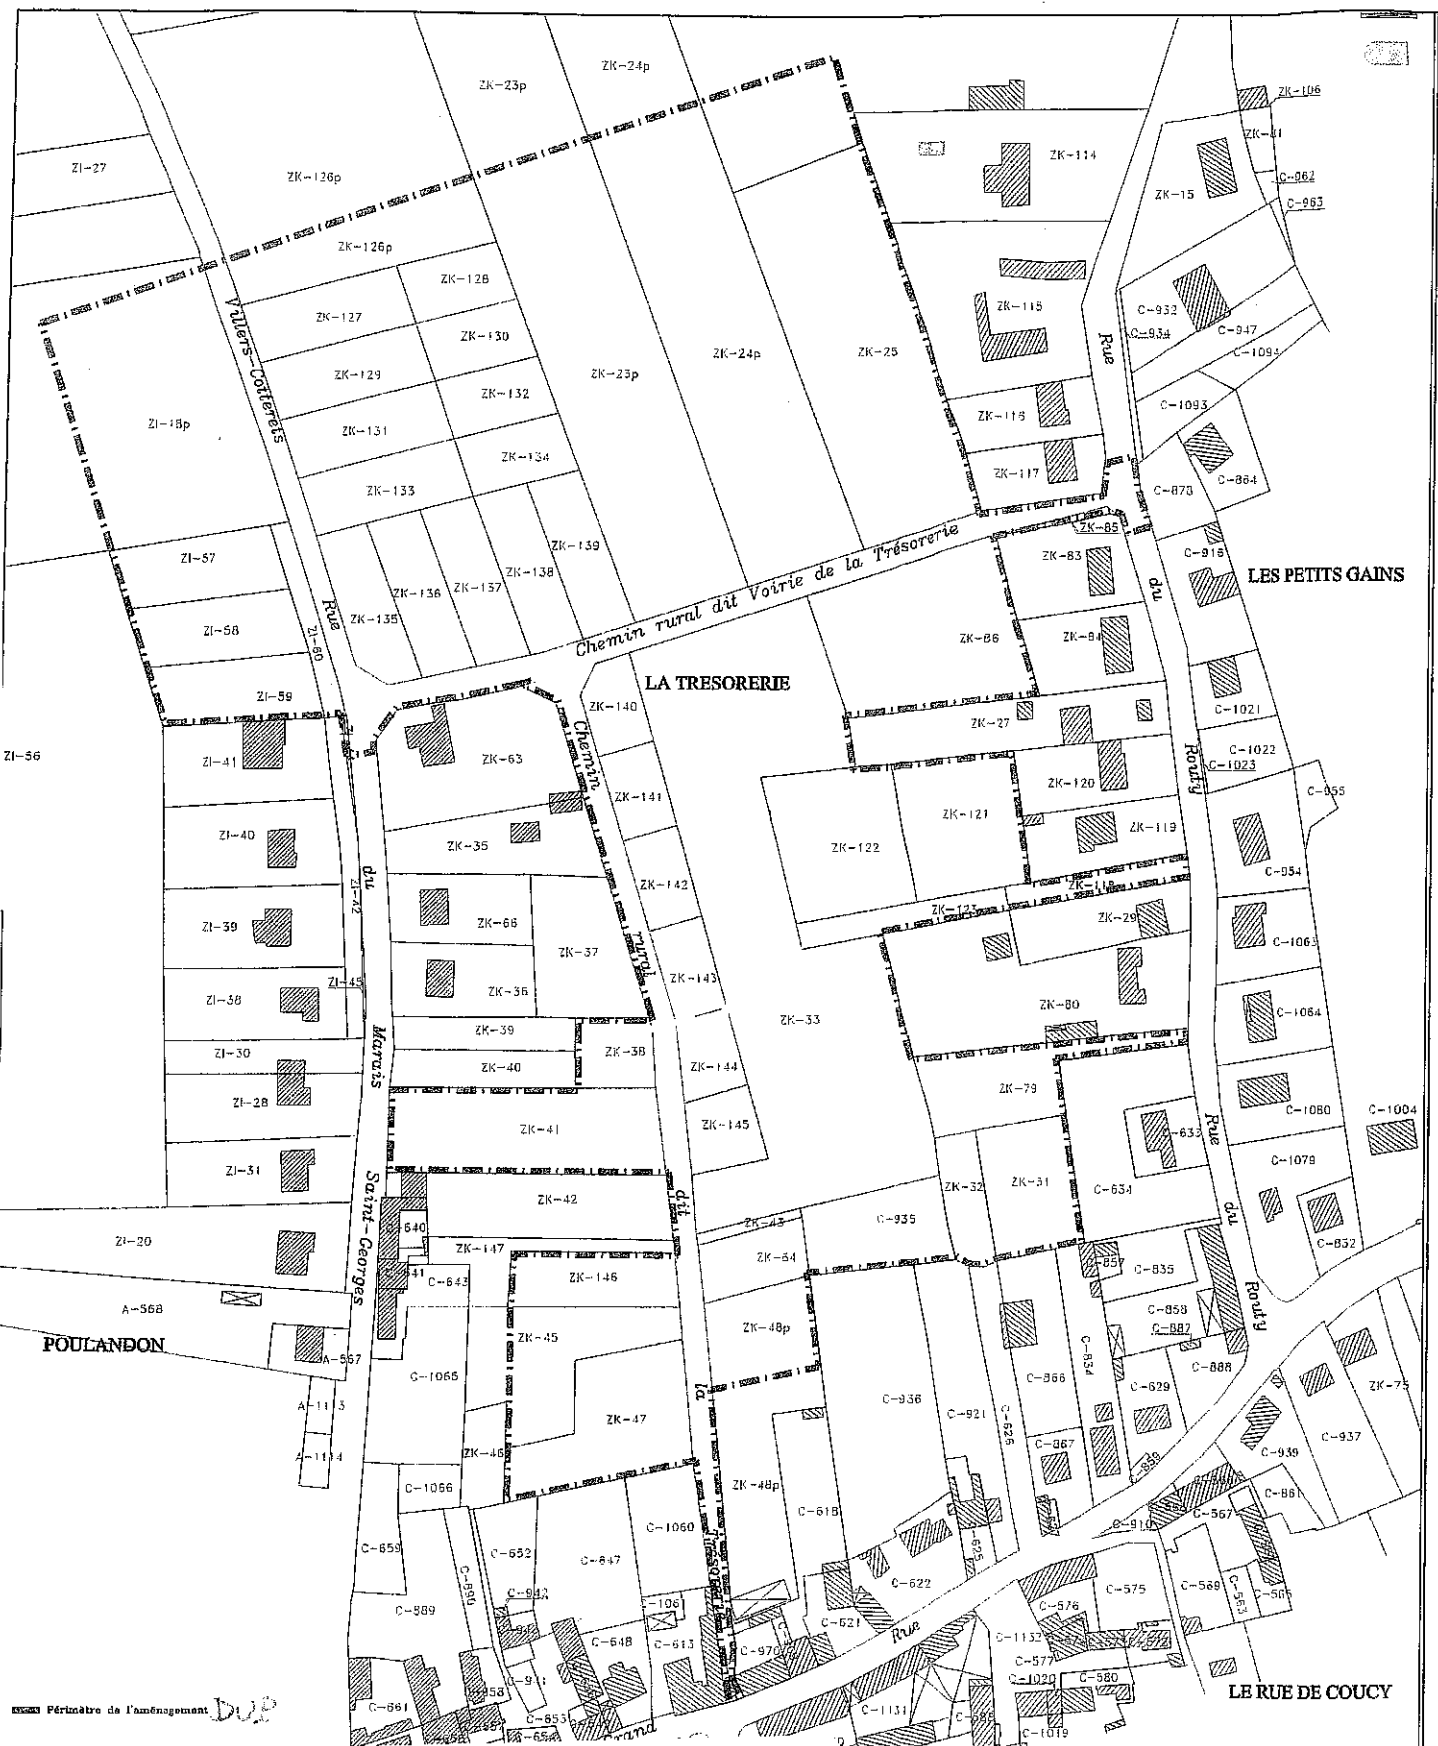 ZK-23p
ZK-24p
ZK-106
ZK-114
ZI-27
ZK-126p
ZK-15
C-963
ZK-126p
ZK-128
ZK-127
ZK-115
C-932
C-934
C-947
C-1094
ZK-130
ZK-129
ZK-23p
ZK-24p
ZK-25
Rue
Villers-Cotterets
ZK-132
ZI-18p
ZK-131
ZK-116
C-1093
ZK-134
ZK-117
ZK-133
C-878
C-884
ZK-85
ZI-57
ZK-139
ZK-83
C-916
LES PETITS GAINS
ZK-138
ZK-137
ZK-136
ZK-135
Chemin rural dit Voirie de la Trésorerie
du
Rue
ZI-58
ZI-60
ZK-86
ZK-84
LA TRESORERIE
ZI-59
ZK-140
ZK-27
C-1021
Chemin
ZI-56
ZI-41
ZK-63
C-1022
C-1023
Routy
ZK-141
ZK-120
C-955
ZK-121
ZI-40
ZK-35
ZK-122
ZK-119
C-954
du
ZI-42
ZK-142
ZK-118
ZK-123
ZK-29
ZI-39
ZK-66
ZK-37
rural
C-1063
ZI-45
ZK-143
ZI-38
ZK-36
ZK-80
C-1064
ZK-33
ZK-39
ZK-38
Marais
ZI-30
ZK-40
ZK-144
ZK-79
ZI-28
ZK-41
ZK-145
C-633
C-1080
C-1004
Rue
ZI-31
ZK-42
dit
ZK-32
ZK-31
C-634
C-1079
Saint-Georges
C-640
ZK-43
C-935
du
ZI-20
ZK-147
ZK-64
C-832
C-641
C-643
ZK-146
C-857
C-835
A-568
C-858
C-887
Routy
POULANDON
ZK-45
ZK-48p
A-567
C-834
C-888
C-1065
C-866
C-629
ZK-75
A-1113
la
C-936
C-921
C-626
ZK-47
C-937
A-1114
ZK-46
C-867
C-939
C-1066
ZK-48p
C-859
C-861
C-618
C-910
C-567
C-1060
C-659
C-652
C-647
C-625
C-622
C-575
C-569
C-890
C-942
C-563
C-589
C-576
C-621
Rue
C-648
C-613
C-970
C-1132
C-577
C-1020
C-580
C-661
C-1131
C-1019
LE RUE DE COUCY
Périmètre de l'aménagement DUP
Grand